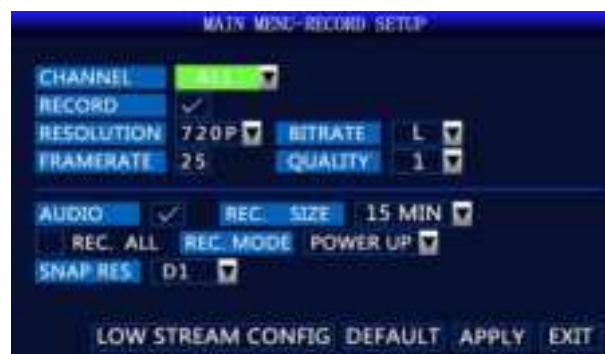 MAIN MENU-RECORD SETUP
CHANNEL ALL
RECORD
RESOLUTION 720P BITRATE L
FRAMERATE 25 QUALITY 1
AUDIO REC. SIZE 15 MIN
REC. ALL REC. MODE POWER UP
SNAP RES D1
LOW STREAM CONFIG DEFAULT APPLY EXIT